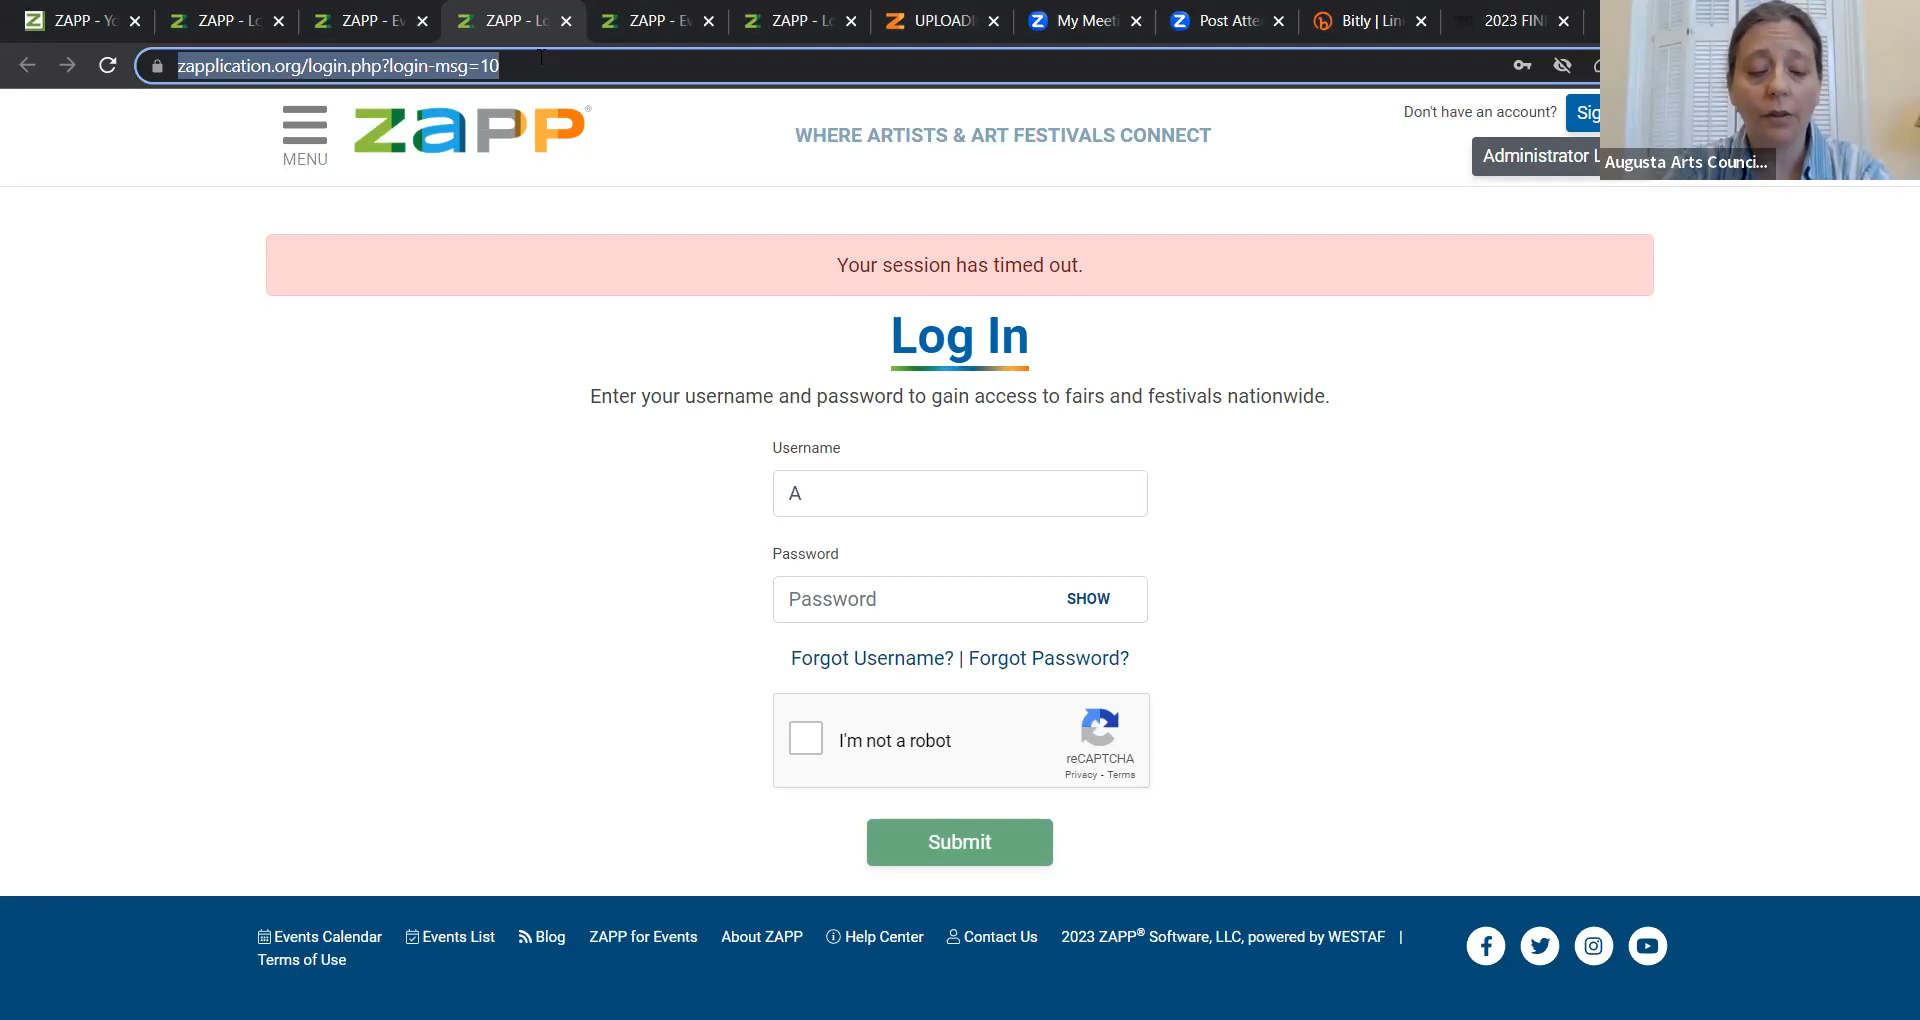 ZAPP - Yo
ZAPP - Lo
ZAPP - Ev
ZAPP - Lo
ZAPP - Ev
ZAPP - Lo
UPLOADI
My Meeti
Post Atte
Bitly | Lin
2023 FIN
zapplication.org/login.php?login-msg=10
MENU
zapp®
WHERE ARTISTS & ART FESTIVALS CONNECT
Don't have an account?
Sig
Administrator L
Augusta Arts Counci...
Your session has timed out.
Log In
Enter your username and password to gain access to fairs and festivals nationwide.
Username
A
Password
Password
SHOW
Forgot Username? | Forgot Password?
I'm not a robot
reCAPTCHA
Privacy - Terms
Submit
Events Calendar Events List Blog ZAPP for Events About ZAPP Help Center Contact Us 2023 ZAPP® Software, LLC, powered by WESTAF |
Terms of Use